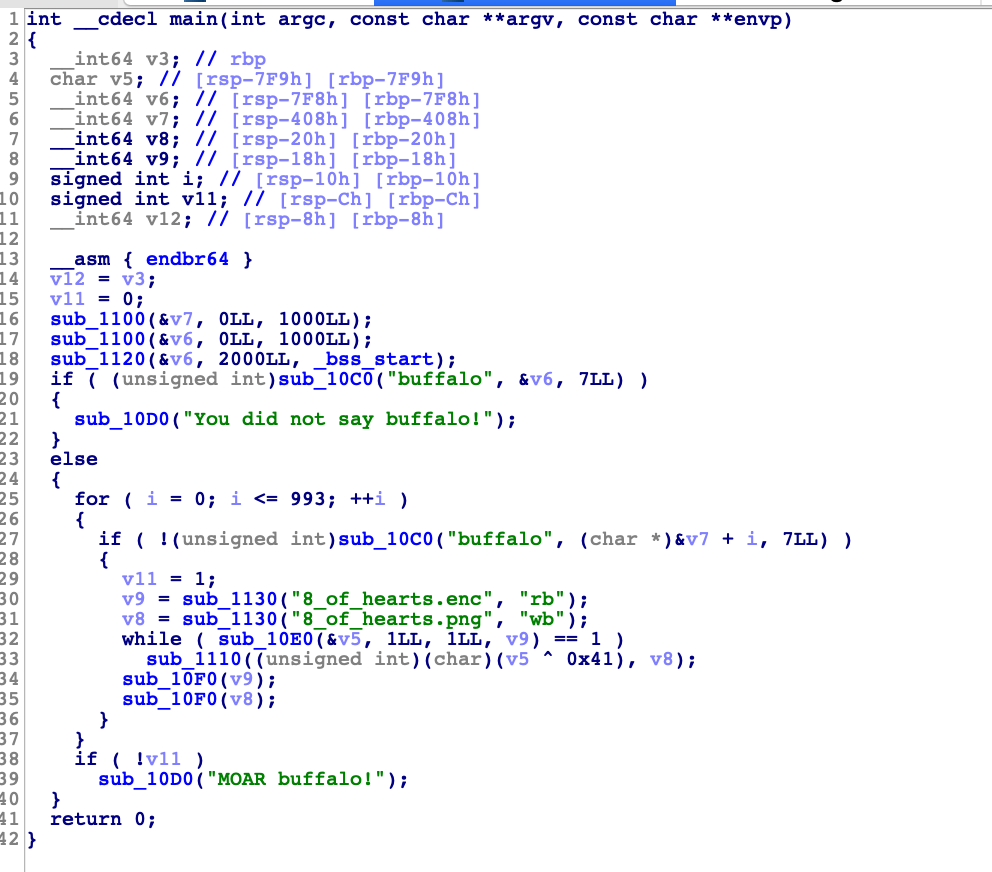 1 int __cdecl main(int argc, const char **argv, const char **envp)
2 {
3   __int64 v3; // rbp
4   char v5; // [rsp-7F9h] [rbp-7F9h]
5   __int64 v6; // [rsp-7F8h] [rbp-7F8h]
6   __int64 v7; // [rsp-408h] [rbp-408h]
7   __int64 v8; // [rsp-20h] [rbp-20h]
8   __int64 v9; // [rsp-18h] [rbp-18h]
9   signed int i; // [rsp-10h] [rbp-10h]
10   signed int v11; // [rsp-Ch] [rbp-Ch]
11   __int64 v12; // [rsp-8h] [rbp-8h]
12
13   __asm { endbr64 }
14   v12 = v3;
15   v11 = 0;
16   sub_1100(&v7, 0LL, 1000LL);
17   sub_1100(&v6, 0LL, 1000LL);
18   sub_1120(&v6, 2000LL, _bss_start);
19   if ( (unsigned int)sub_10C0("buffalo", &v6, 7LL) )
20   {
21     sub_10D0("You did not say buffalo!");
22   }
23   else
24   {
25     for ( i = 0; i <= 993; ++i )
26     {
27       if ( !(unsigned int)sub_10C0("buffalo", (char *)&v7 + i, 7LL) )
28       {
29         v11 = 1;
30         v9 = sub_1130("8_of_hearts.enc", "rb");
31         v8 = sub_1130("8_of_hearts.png", "wb");
32         while ( sub_10E0(&v5, 1LL, 1LL, v9) == 1 )
33           sub_1110((unsigned int)(char)(v5 ^ 0x41), v8);
34         sub_10F0(v9);
35         sub_10F0(v8);
36       }
37     }
38     if ( !v11 )
39       sub_10D0("MOAR buffalo!");
40   }
41   return 0;
42 }